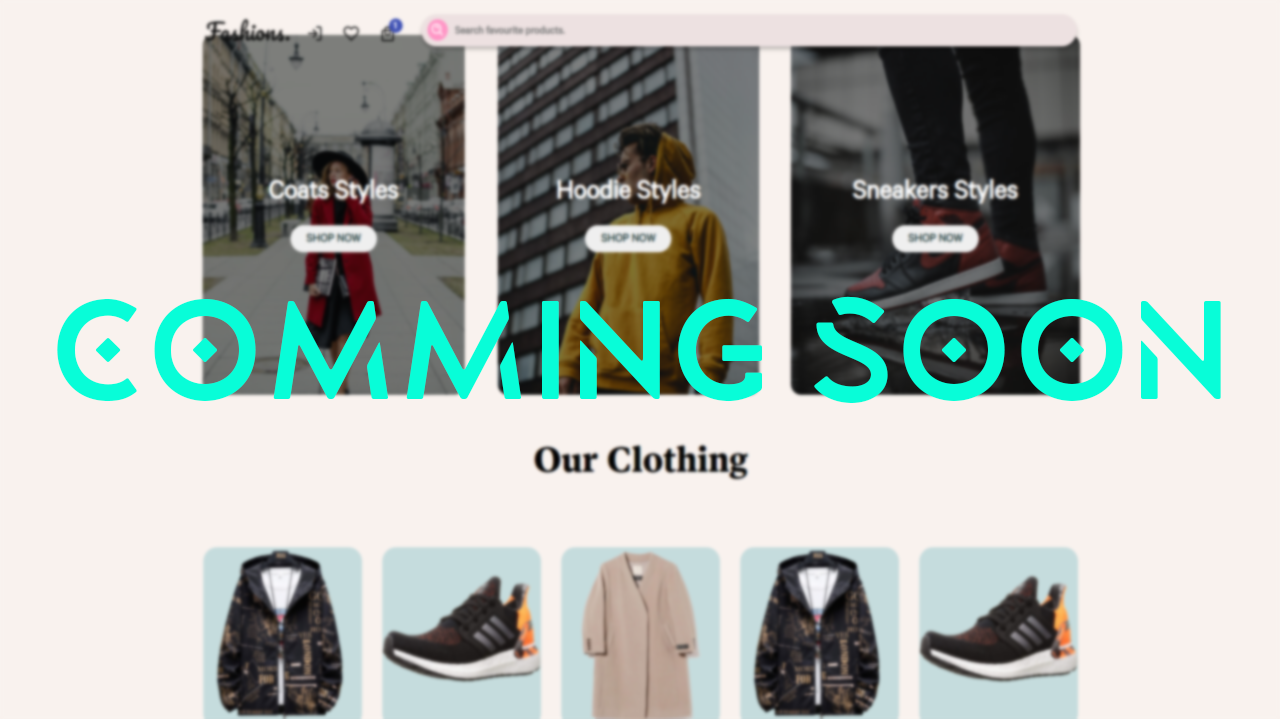 Fashions.
1
Search favourite products.
Coats Styles
Hoodie Styles
Sneakers Styles
SHOP NOW
SHOP NOW
SHOP NOW
COMMING SOON
Our Clothing